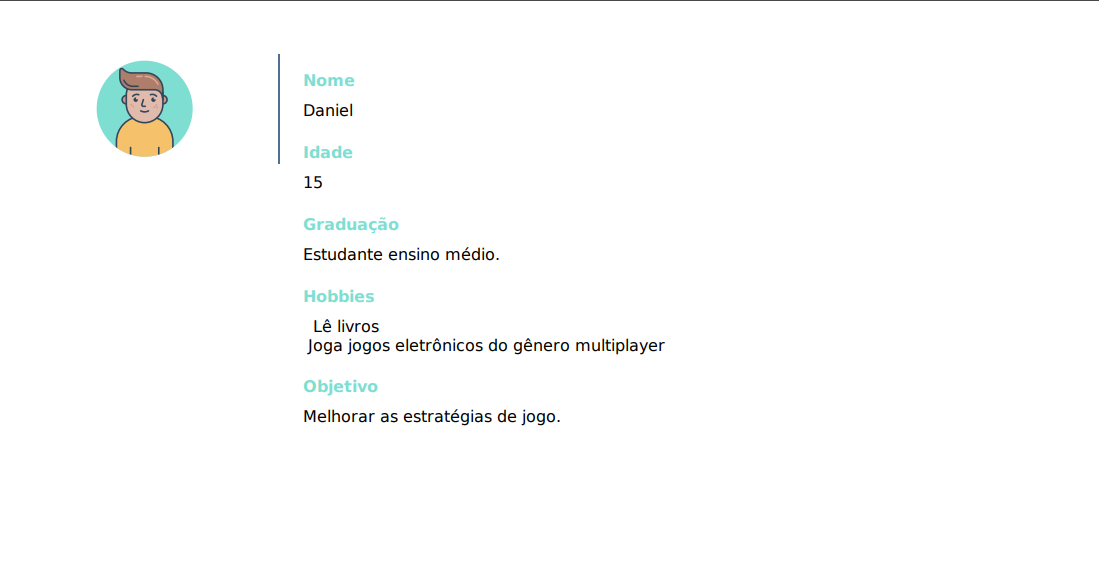 Nome
Daniel
Idade
15
Graduação
Estudante ensino médio.
Hobbies
Lê livros
Joga jogos eletrônicos do gênero multiplayer
Objetivo
Melhorar as estratégias de jogo.